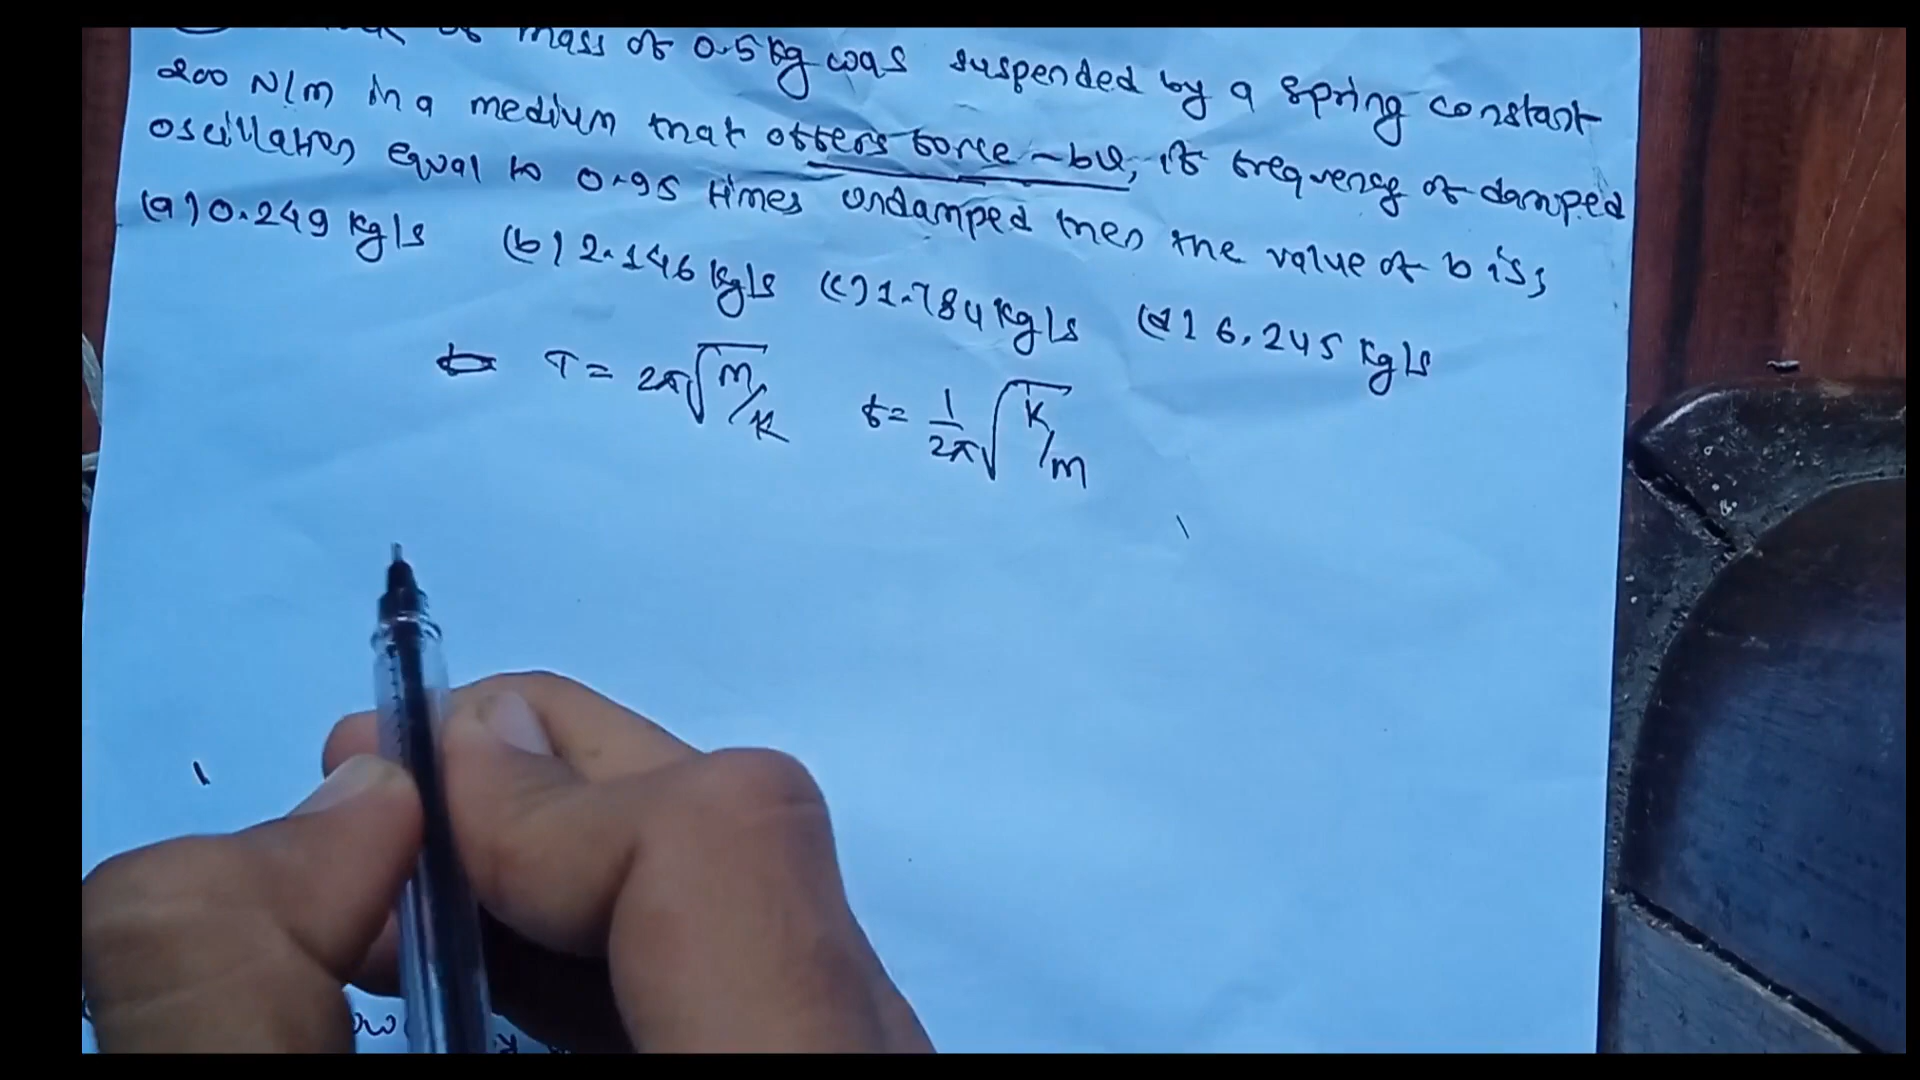 mass of 0.5 kg was suspended by a spring constant
200 N/m in a medium that offers force -bv, if frequency of damped
oscillation equal to 0.95 times undamped then the value of b is,
(a) 0.249 kg/s (b) 2.146 kg/s (c) 1.784 kg/s (d) 6.245 kg/s
T = 2π√m/K f = 1/2π √K/m